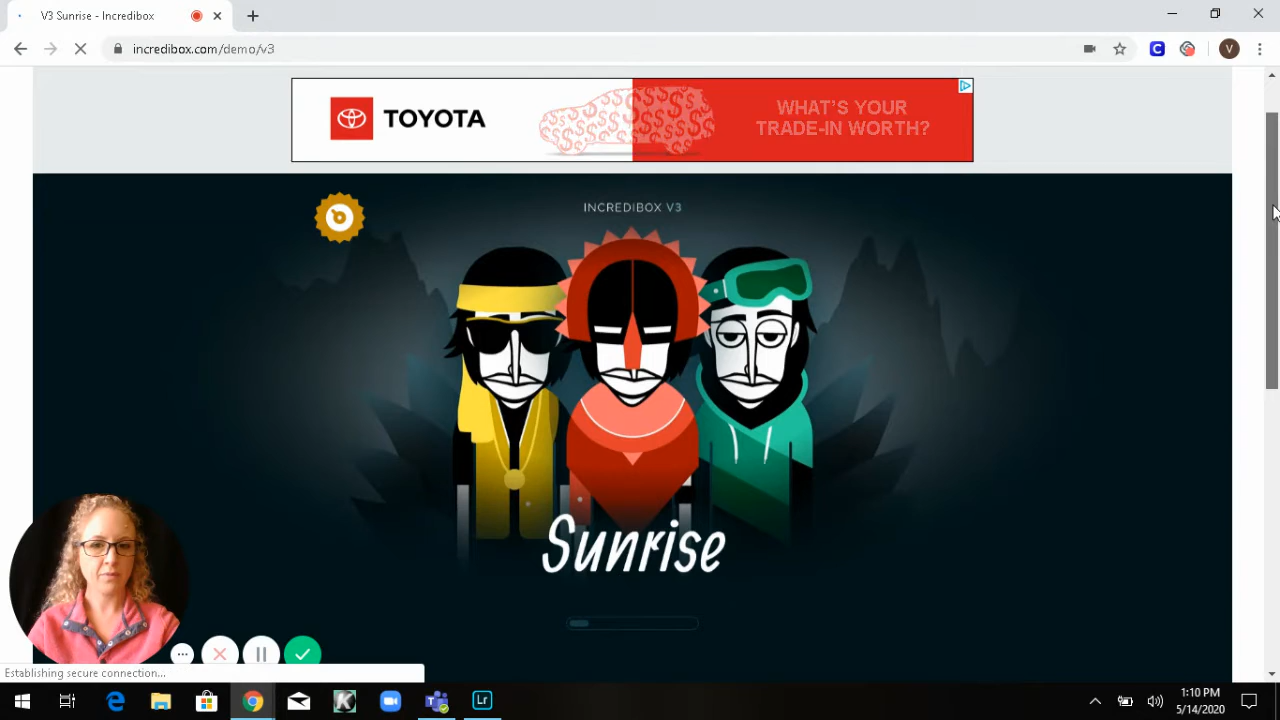 V3 Sunrise - Incredibox
incredibox.com/demo/v3
V
TOYOTA
WHAT'S YOUR
TRADE-IN WORTH?
INCREDIBOX V3
Sunrise
Establishing secure connection...
K
Lr
1:10 PM
5/14/2020